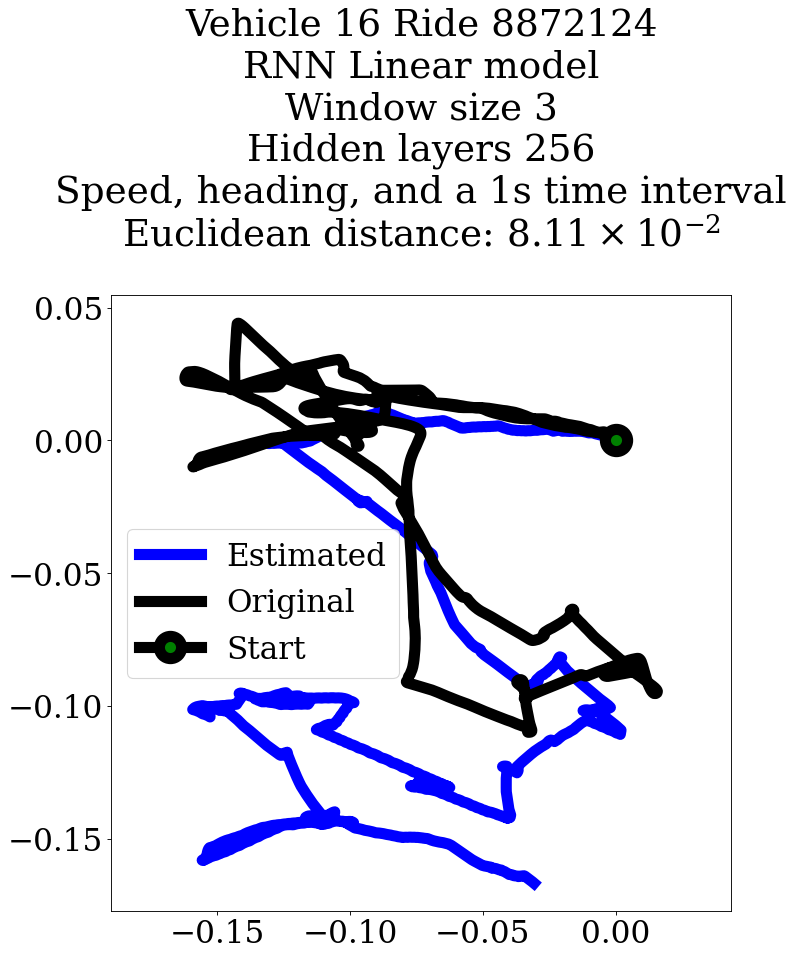 Vehicle 16 Ride 8872124
RNN Linear model
Window size 3
Hidden layers 256
Speed, heading, and a 1s time interval
Euclidean distance: 8.11 × 10⁻²
0.05
0.00
−0.05
−0.10
−0.15
Estimated
Original
Start
−0.15 −0.10 −0.05 0.00